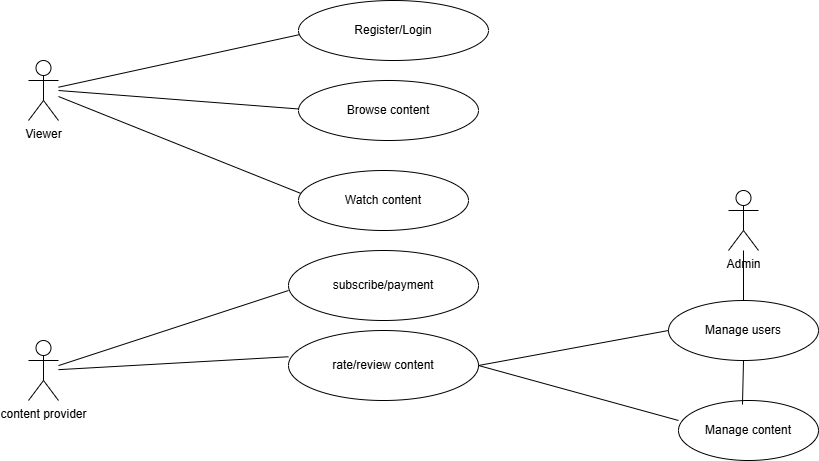 Register/Login
Browse content
Viewer
Watch content
Admin
subscribe/payment
Manage users
rate/review content
content provider
Manage content